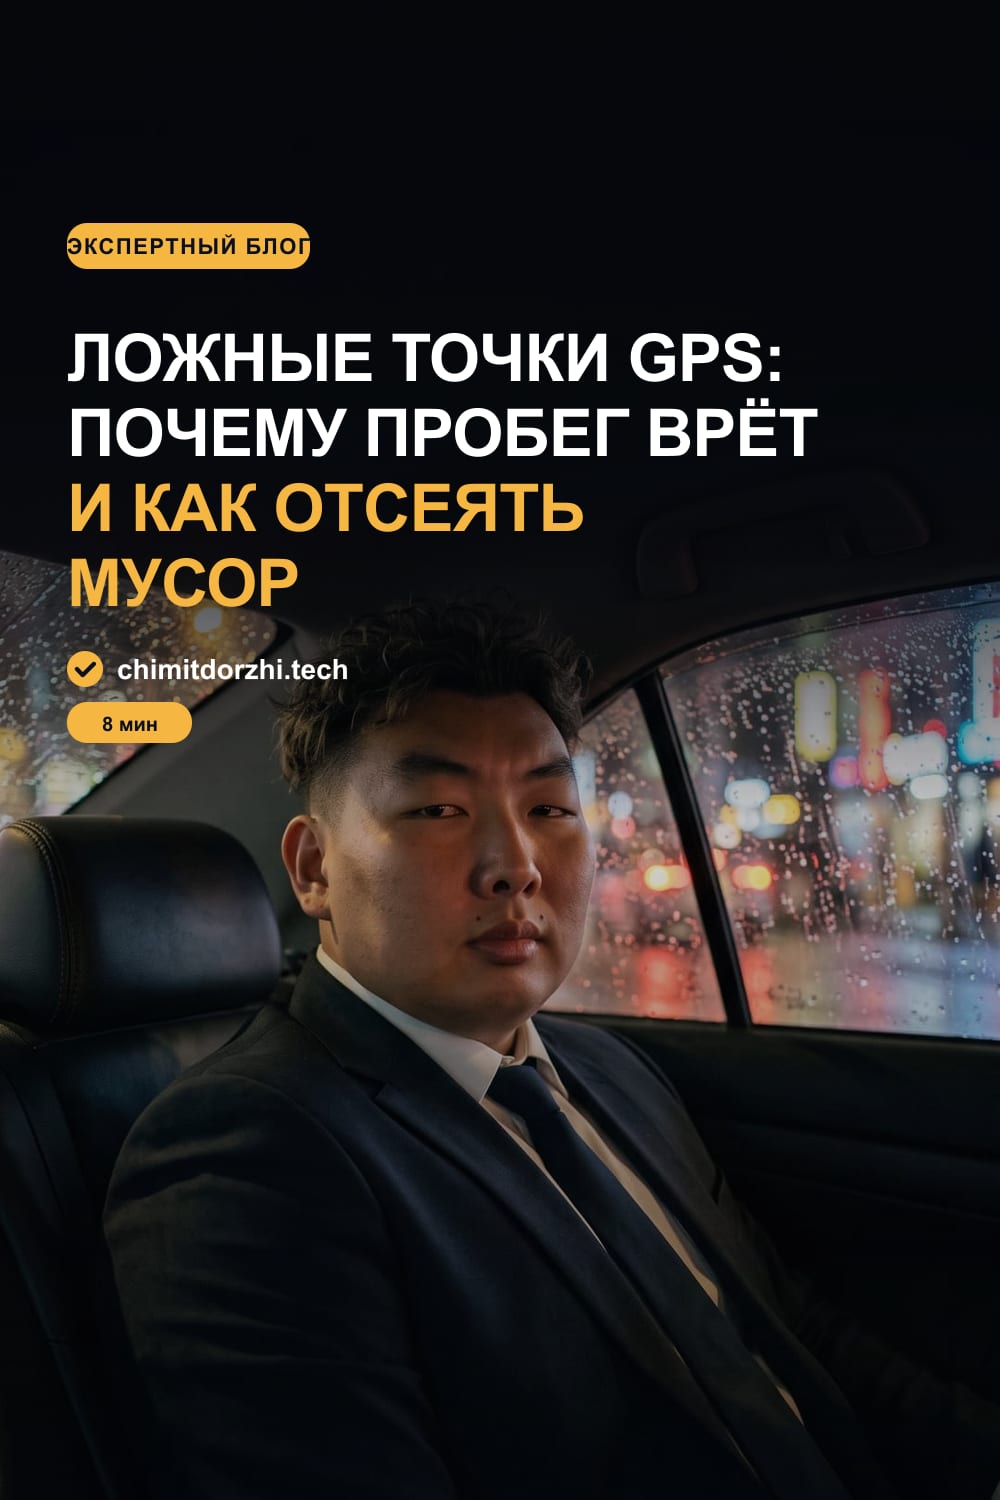 ЭКСПЕРТНЫЙ БЛОГ
ЛОЖНЫЕ ТОЧКИ GPS:
ПОЧЕМУ ПРОБЕГ ВРЁТ
И КАК ОТСЕЯТЬ
МУСОР
chimitdorzhi.tech
8 мин